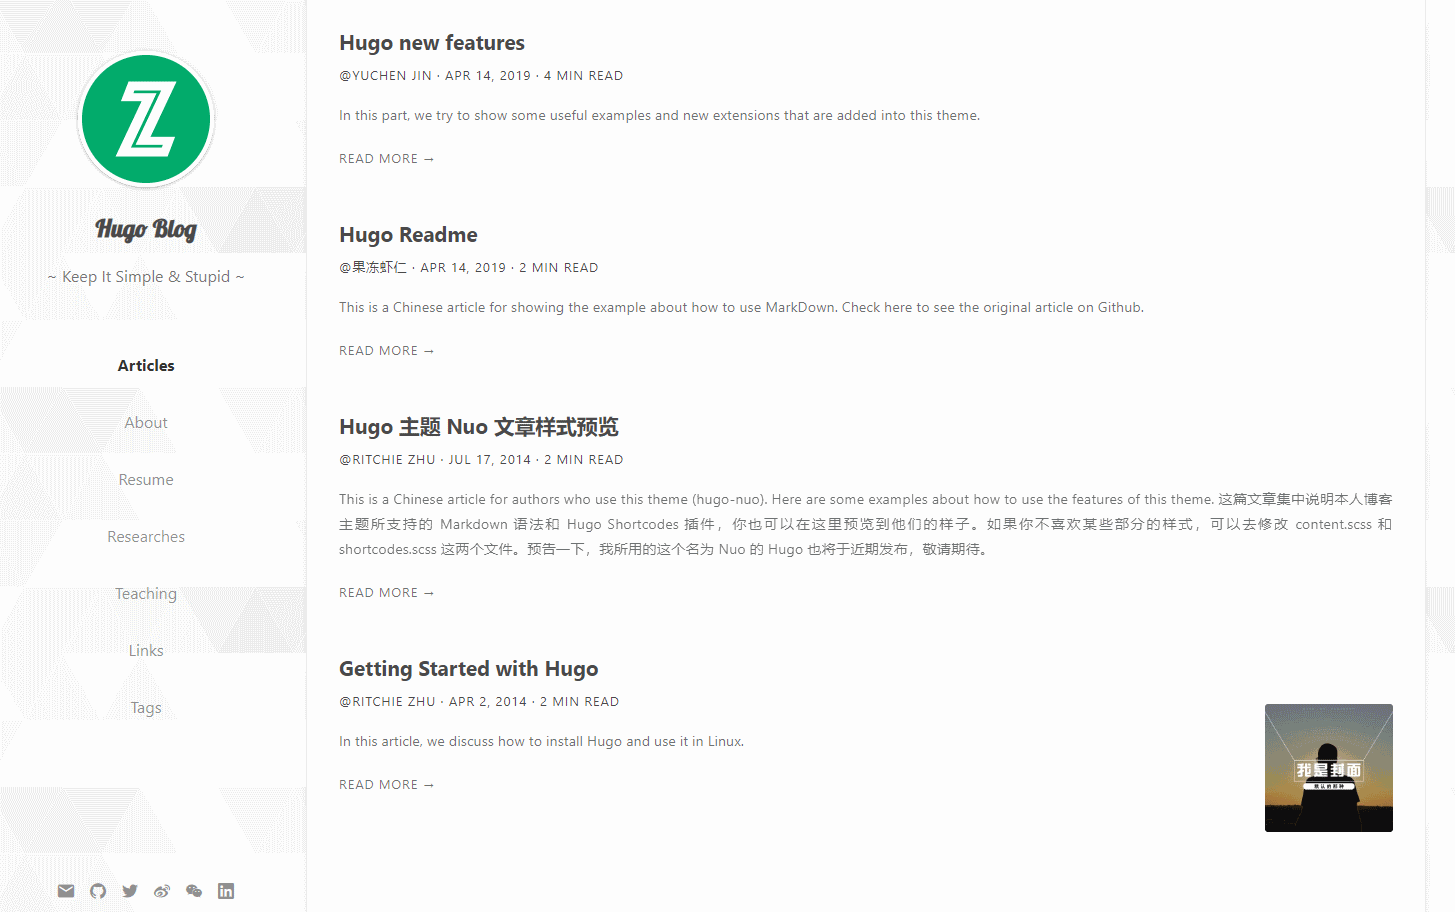 Hugo Blog
~ Keep It Simple & Stupid ~
Articles
About
Resume
Researches
Teaching
Links
Tags
Hugo new features
@YUCHEN JIN · APR 14, 2019 · 4 MIN READ
In this part, we try to show some useful examples and new extensions that are added into this theme.
READ MORE →
Hugo Readme
@果冻虾仁 · APR 14, 2019 · 2 MIN READ
This is a Chinese article for showing the example about how to use MarkDown. Check here to see the original article on Github.
READ MORE →
Hugo 主题 Nuo 文章样式预览
@RITCHIE ZHU · JUL 17, 2014 · 2 MIN READ
This is a Chinese article for authors who use this theme (hugo-nuo). Here are some examples about how to use the features of this theme. 这篇文章集中说明本人博客
主题所支持的 Markdown 语法和 Hugo Shortcodes 插件，你也可以在这里预览到他们的样子。如果你不喜欢某些部分的样式，可以去修改 content.scss 和
shortcodes.scss 这两个文件。预告一下，我所用的这个名为 Nuo 的 Hugo 也将于近期发布，敬请期待。
READ MORE →
Getting Started with Hugo
@RITCHIE ZHU · APR 2, 2014 · 2 MIN READ
In this article, we discuss how to install Hugo and use it in Linux.
READ MORE →
我是封面
默认的那种